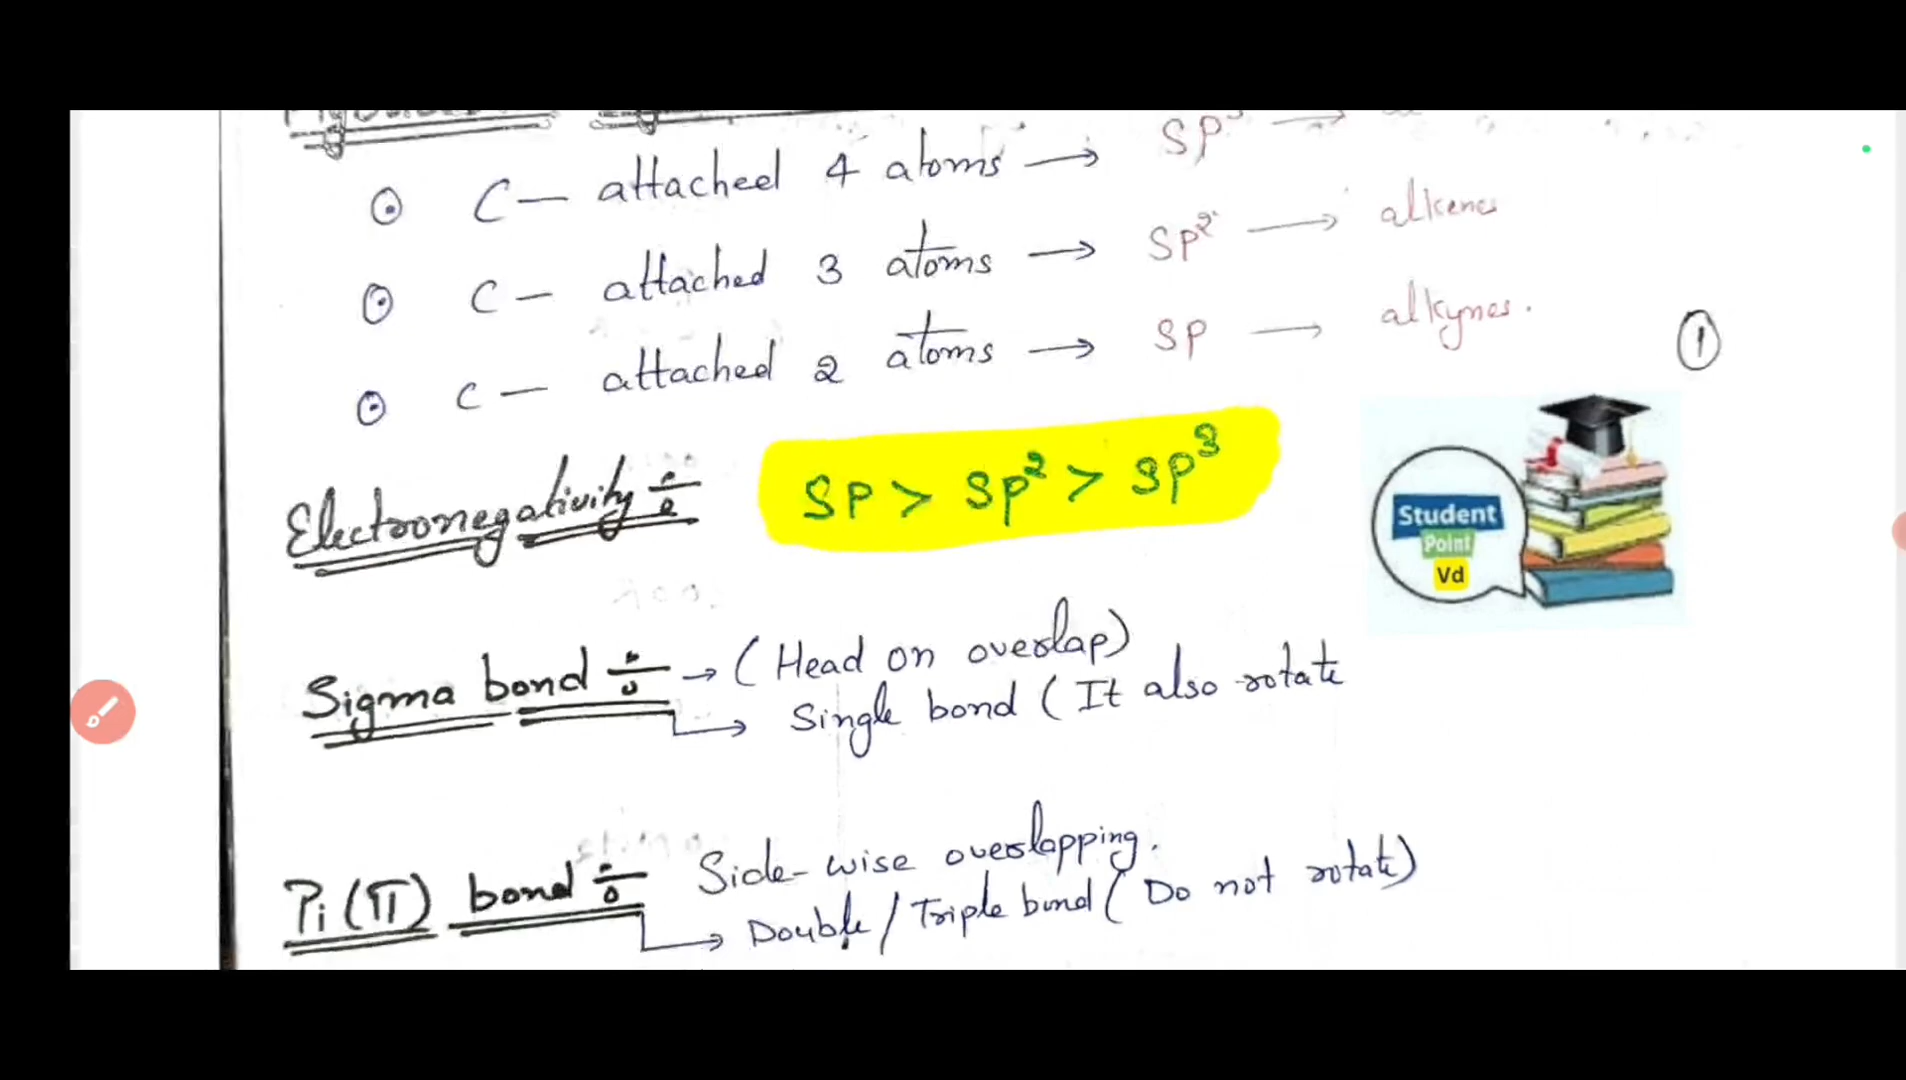 ⊙ C — attached 4 atoms → SP³ →
⊙ C — attached 3 atoms → SP² → alkenes
⊙ C — attached 2 atoms → SP → alkynes.
①
Electronegativity ÷ SP > SP² > SP³
Student
Point
Vd
Sigma bond ÷ → (Head on overlap)
→ Single bond (It also rotate
Pi (π) bond ÷ Side-wise overlapping.
→ Double / Triple bond (Do not rotate)